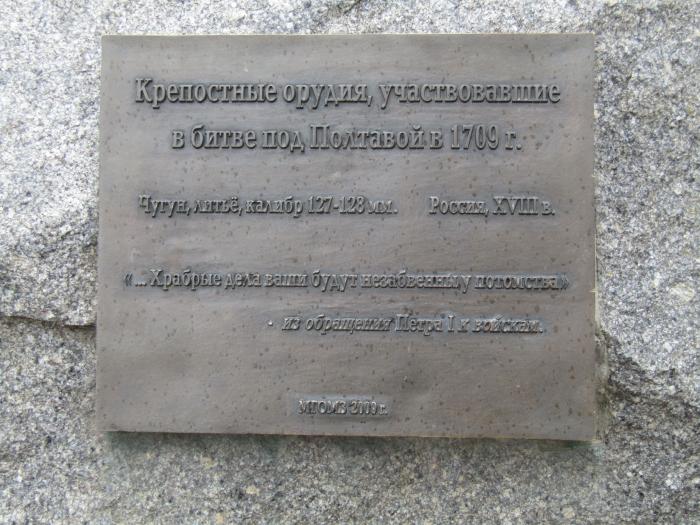 Крепостные орудия, участвовавшие
в битве под Полтавой в 1709 г.
Чугун, литьё, калибр 127-128 мм. Россия, XVIII в.
«... Храбрые дела ваши будут незабвенны у потомства»
из обращения Петра I к войскам.
МГОМЗ 2009 г.